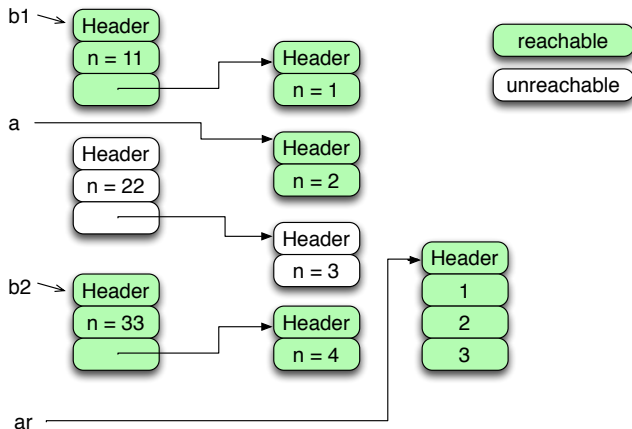 b1
Header
n = 11
Header
n = 1
reachable
unreachable
a
Header
n = 2
Header
n = 22
Header
n = 3
b2
Header
n = 33
Header
n = 4
Header
1
2
3
ar